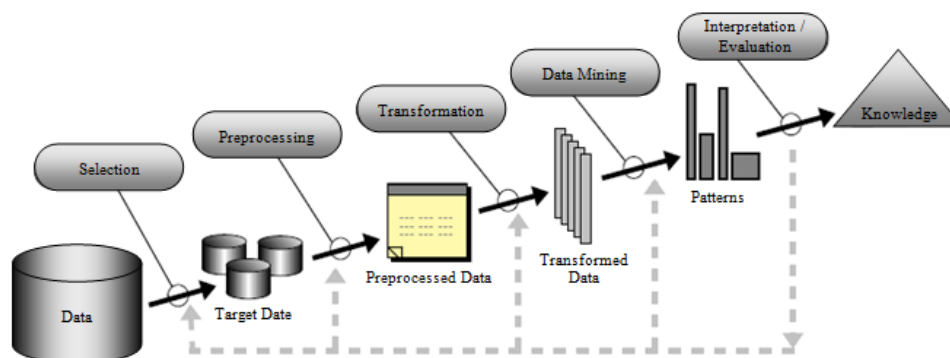 Interpretation /
Evaluation
Data Mining
Transformation
Knowledge
Preprocessing
Selection
Patterns
Transformed
Data
Preprocessed Data
Target Date
Data